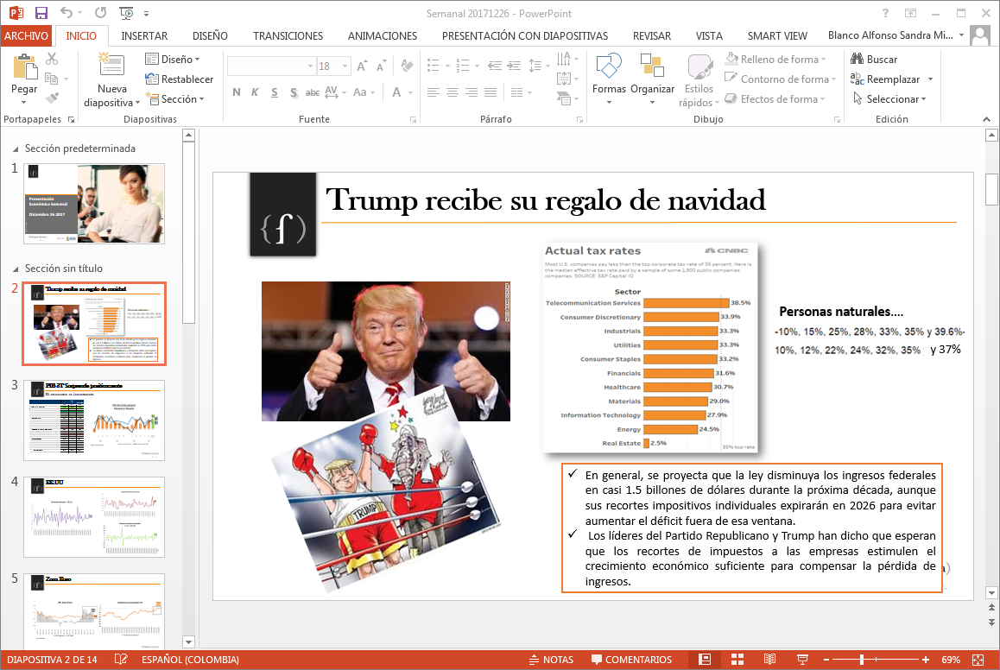 Semanal 20171226 - PowerPoint
ARCHIVO INICIO INSERTAR DISEÑO TRANSICIONES ANIMACIONES PRESENTACIÓN CON DIAPOSITIVAS REVISAR VISTA SMART VIEW Blanco Alfonso Sandra Mi...
Pegar
Nueva diapositiva
Diseño
Restablecer
Sección
18
N K S S abc AV Aa A
Formas
Organizar
Estilos rápidos
Relleno de forma
Contorno de forma
Efectos de forma
Buscar
Reemplazar
Seleccionar
Portapapeles Diapositivas Fuente Párrafo Dibujo Edición
Sección predeterminada
1
Presentación
Económica Semanal
Diciembre 26 2017
Sección sin título
2
Trump recibe su regalo de navidad
3
PIB 3T Sorprende positivamente
4
EEUU
5
Zona Euro
Trump recibe su regalo de navidad
Actual tax rates
CNBC
Most U.S. companies pay less than the top corporate tax rate of 35 percent. Here is
the median effective tax rate paid by a sample of some 1,900 public companies
companies. SOURCE: S&P Capital IQ
Sector
Telecommunication Services 38.5%
Consumer Discretionary 33.9%
Industrials 33.3%
Utilities 33.3%
Consumer Staples 33.2%
Financials 31.6%
Healthcare 30.7%
Materials 29.0%
Information Technology 27.9%
Energy 24.5%
Real Estate 2.5%
35% top rate
Personas naturales....
-10%, 15%, 25%, 28%, 33%, 35% y 39.6%.
10%, 12%, 22%, 24%, 32%, 35% y 37%
TRUMP
✓ En general, se proyecta que la ley disminuya los ingresos federales
en casi 1.5 billones de dólares durante la próxima década, aunque
sus recortes impositivos individuales expirarán en 2026 para evitar
aumentar el déficit fuera de esa ventana.
✓ Los líderes del Partido Republicano y Trump han dicho que esperan
que los recortes de impuestos a las empresas estimulen el
crecimiento económico suficiente para compensar la pérdida de
ingresos.
DIAPOSITIVA 2 DE 14 ESPAÑOL (COLOMBIA) NOTAS COMENTARIOS 69%